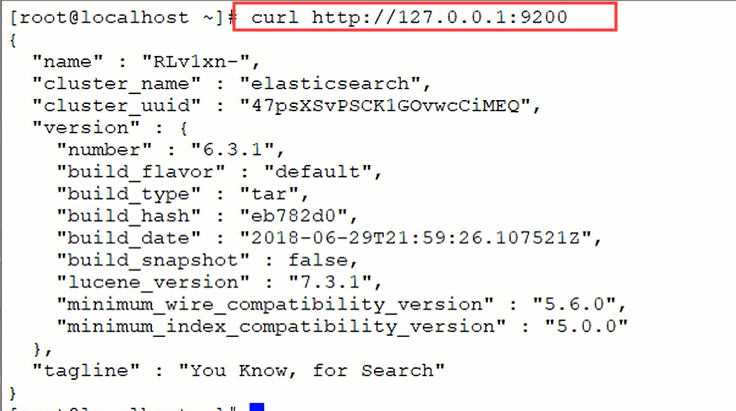 [root@localhost ~]# curl http://127.0.0.1:9200
{
  "name" : "RLv1xn-",
  "cluster_name" : "elasticsearch",
  "cluster_uuid" : "47psXSvPSCK1GOvwcCiMEQ",
  "version" : {
    "number" : "6.3.1",
    "build_flavor" : "default",
    "build_type" : "tar",
    "build_hash" : "eb782d0",
    "build_date" : "2018-06-29T21:59:26.107521Z",
    "build_snapshot" : false,
    "lucene_version" : "7.3.1",
    "minimum_wire_compatibility_version" : "5.6.0",
    "minimum_index_compatibility_version" : "5.0.0"
  },
  "tagline" : "You Know, for Search"
}